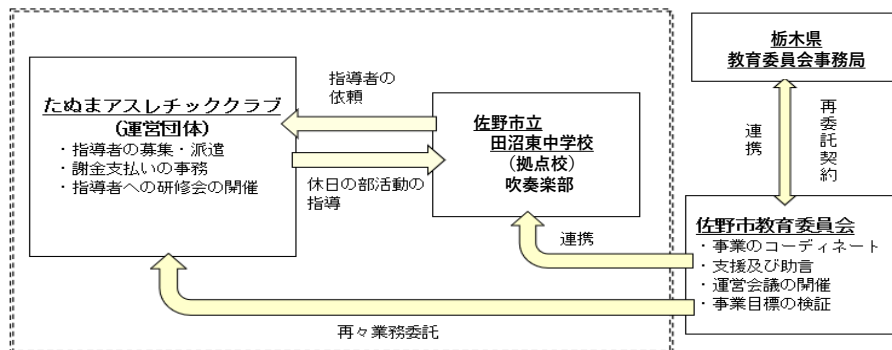 たぬまアスレチッククラブ
(運営団体)
・指導者の募集・派遣
・謝金支払いの事務
・指導者への研修会の開催
指導者の
依頼
休日の部活動の
指導
佐野市立
田沼東中学校
(拠点校)
吹奏楽部
栃木県
教育委員会事務局
連携
再委託契約
佐野市教育委員会
・事業のコーディネート
・支援及び助言
・運営会議の開催
・事業目標の検証
連携
再々業務委託